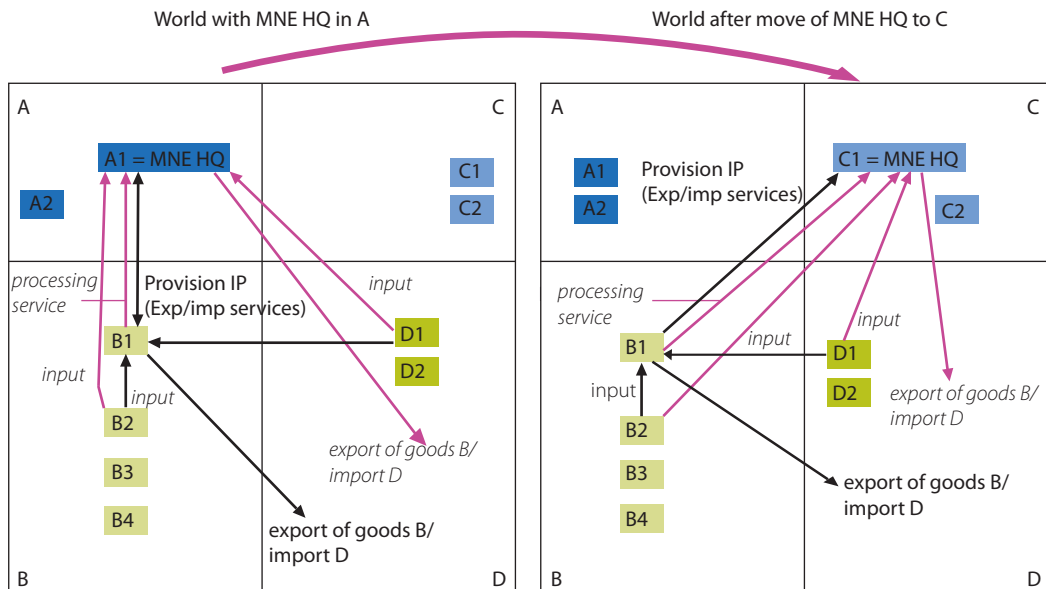 World with MNE HQ in A
World after move of MNE HQ to C
A
C
A1 = MNE HQ
A2
C1
C2
processing
service
Provision IP
(Exp/imp services)
input
B1
D1
D2
input
input
B2
B3
B4
export of goods B/
import D
export of goods B/
import D
B
D
A
C
A1
A2
Provision IP
(Exp/imp services)
C1 = MNE HQ
C2
processing
service
input
B1
input
D1
D2
input
B2
B3
B4
export of goods B/
import D
export of goods B/
import D
B
D